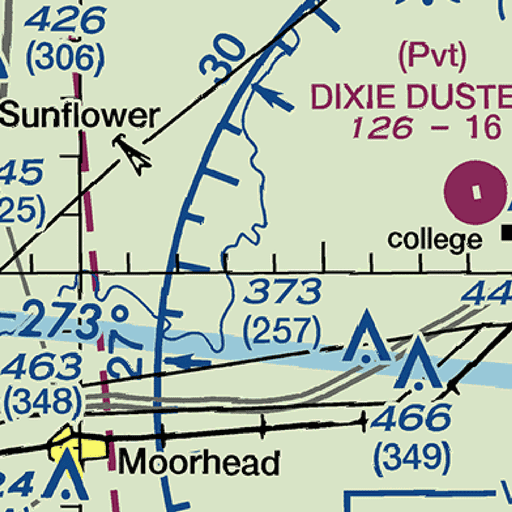 426
(306)
30
(Pvt)
DIXIE DUSTE
126 - 16
Sunflower
45
25)
college
373
(257)
44
273°
27
463
(348)
466
(349)
Moorhead
24